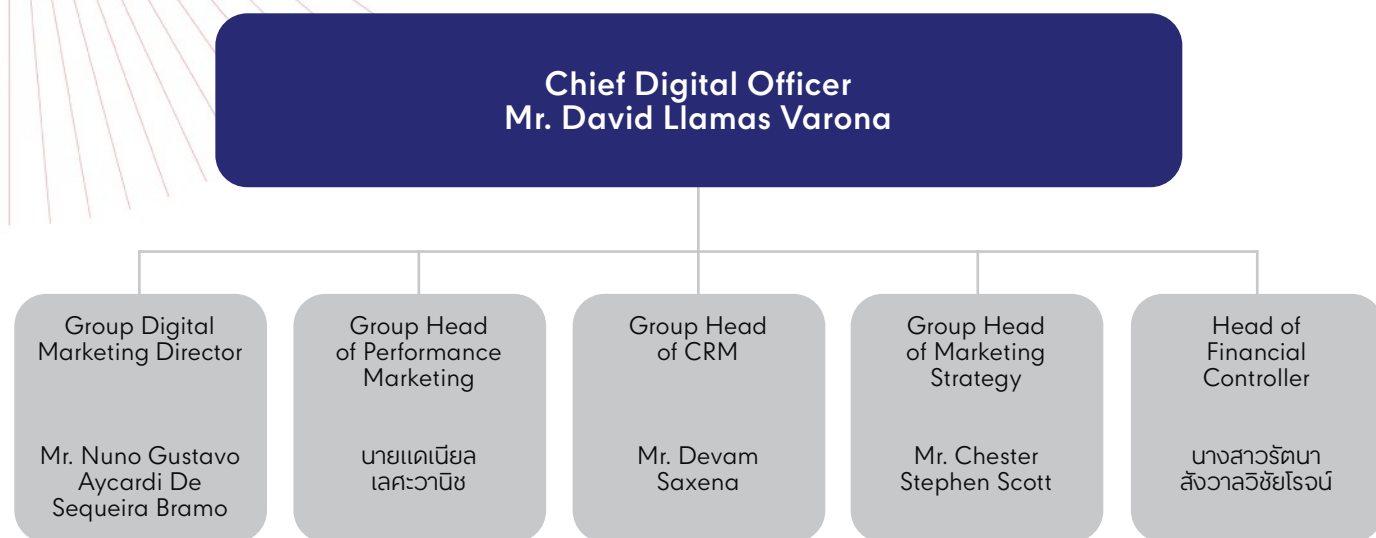 Chief Digital Officer
Mr. David Llamas Varona
Group Digital
Marketing Director
Mr. Nuno Gustavo
Aycardi De
Sequeira Bramo
Group Head
of Performance
Marketing
นายแดเนียล
เลศะวานิช
Group Head
of CRM
Mr. Devam
Saxena
Group Head
of Marketing
Strategy
Mr. Chester
Stephen Scott
Head of
Financial
Controller
นางสาวรัตนา
สังวาลวิชัยโรจน์